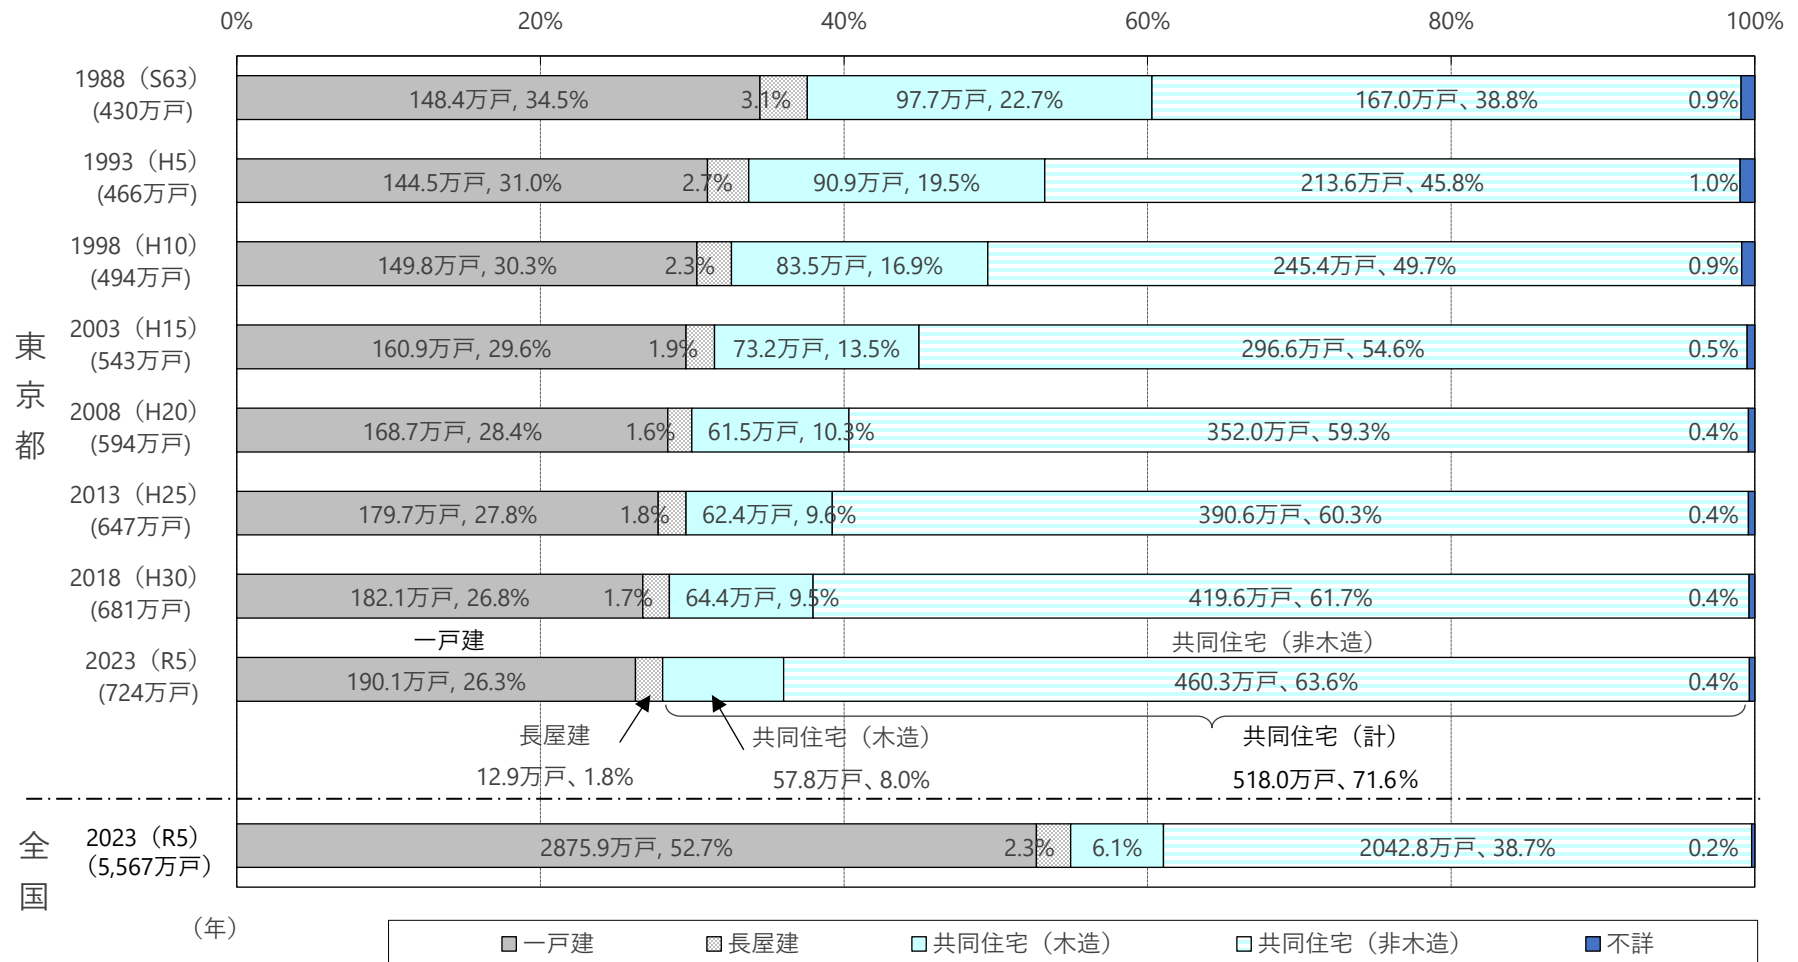 0% 20% 40% 60% 80% 100%
東京都
1988（S63）
(430万戸)
148.4万戸, 34.5% 3.1% 97.7万戸, 22.7% 167.0万戸、38.8% 0.9%
1993（H5）
(466万戸)
144.5万戸, 31.0% 2.7% 90.9万戸, 19.5% 213.6万戸、45.8% 1.0%
1998（H10）
(494万戸)
149.8万戸, 30.3% 2.3% 83.5万戸, 16.9% 245.4万戸、49.7% 0.9%
2003（H15）
(543万戸)
160.9万戸, 29.6% 1.9% 73.2万戸, 13.5% 296.6万戸、54.6% 0.5%
2008（H20）
(594万戸)
168.7万戸, 28.4% 1.6% 61.5万戸, 10.3% 352.0万戸、59.3% 0.4%
2013（H25）
(647万戸)
179.7万戸, 27.8% 1.8% 62.4万戸, 9.6% 390.6万戸、60.3% 0.4%
2018（H30）
(681万戸)
182.1万戸, 26.8% 1.7% 64.4万戸, 9.5% 419.6万戸、61.7% 0.4%
一戸建 共同住宅（非木造）
2023（R5）
(724万戸)
190.1万戸, 26.3% 460.3万戸、63.6% 0.4%
長屋建 共同住宅（木造） 共同住宅（計）
12.9万戸、1.8% 57.8万戸、8.0% 518.0万戸、71.6%
全国
2023（R5）
（5,567万戸）
2875.9万戸, 52.7% 2.3% 6.1% 2042.8万戸、38.7% 0.2%
（年）
一戸建 長屋建 共同住宅（木造） 共同住宅（非木造） 不詳